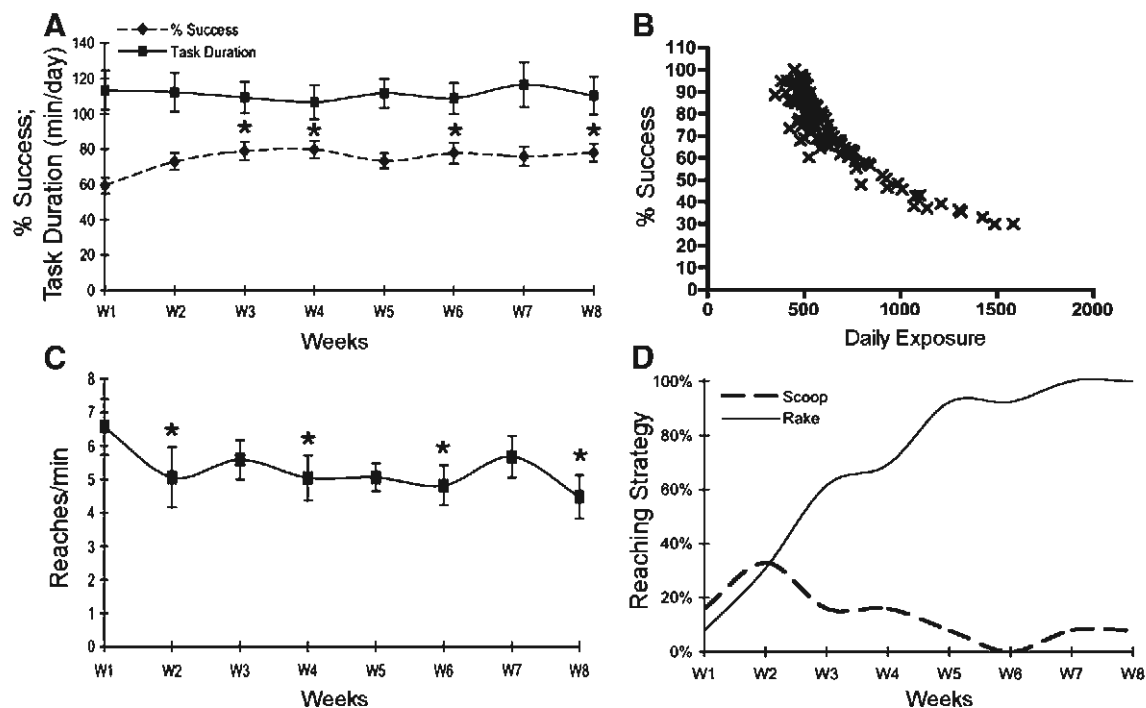 A
% Success
Task Duration
% Success;
Task Duration (min/day)
140
120
100
80
60
40
20
0
* * * *
W1 W2 W3 W4 W5 W6 W7 W8
Weeks
B
% Success
110
100
90
80
70
60
50
40
30
20
10
0
0 500 1000 1500 2000
Daily Exposure
C
Reaches/min
8
7
6
5
4
3
2
1
0
* * * *
W1 W2 W3 W4 W5 W6 W7 W8
Weeks
D
Scoop
Rake
Reaching Strategy
100%
80%
60%
40%
20%
0%
W1 W2 W3 W4 W5 W6 W7 W8
Weeks